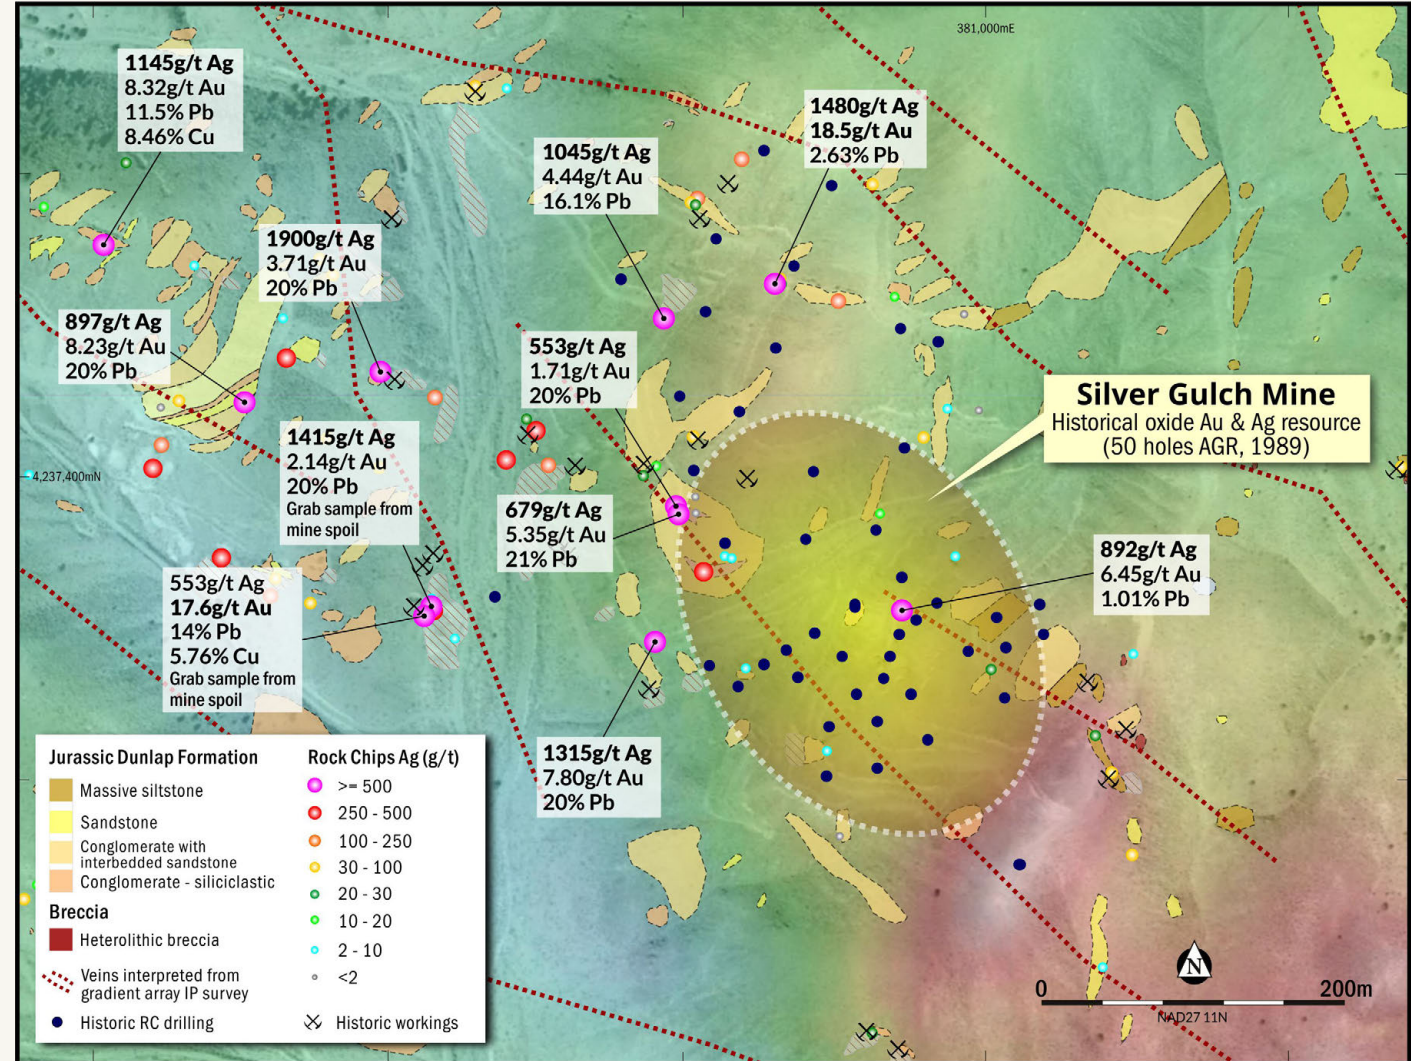 381,000mE
1145g/t Ag
8.32g/t Au
11.5% Pb
8.46% Cu
1480g/t Ag
18.5g/t Au
2.63% Pb
1045g/t Ag
4.44g/t Au
16.1% Pb
1900g/t Ag
3.71g/t Au
20% Pb
897g/t Ag
8.23g/t Au
20% Pb
553g/t Ag
1.71g/t Au
20% Pb
Silver Gulch Mine
Historical oxide Au & Ag resource
(50 holes AGR, 1989)
1415g/t Ag
2.14g/t Au
20% Pb
Grab sample from
mine spoil
4,237,400mN
679g/t Ag
5.35g/t Au
21% Pb
892g/t Ag
6.45g/t Au
1.01% Pb
553g/t Ag
17.6g/t Au
14% Pb
5.76% Cu
Grab sample from
mine spoil
1315g/t Ag
7.80g/t Au
20% Pb
Jurassic Dunlap Formation
Massive siltstone
Sandstone
Conglomerate with
interbedded sandstone
Conglomerate - siliciclastic
Breccia
Heterolithic breccia
Veins interpreted from
gradient array IP survey
Historic RC drilling
Rock Chips Ag (g/t)
>= 500
250 - 500
100 - 250
30 - 100
20 - 30
10 - 20
2 - 10
<2
Historic workings
N
0
200m
NAD27 11N